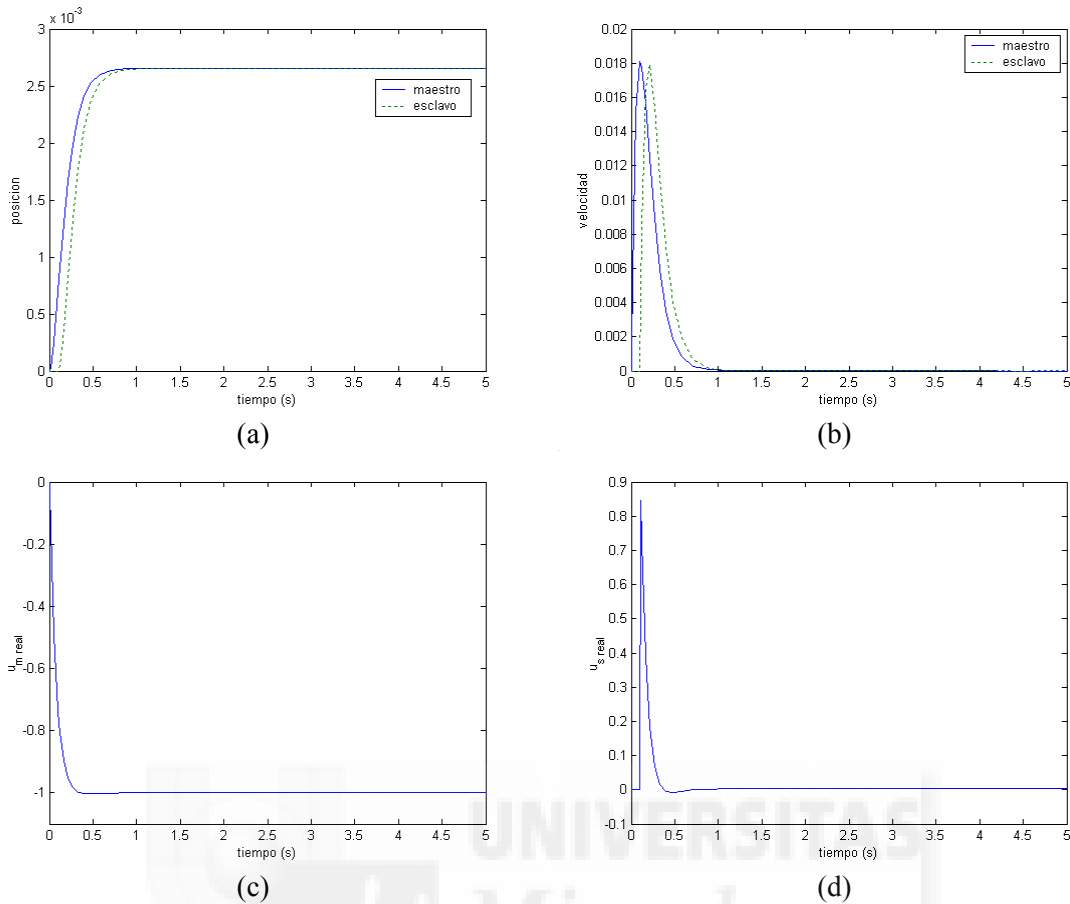 x 10⁻³
3
2.5
2
1.5
1
0.5
0
posicion
maestro
esclavo
0 0.5 1 1.5 2 2.5 3 3.5 4 4.5 5
tiempo (s)
(a)
0.02
0.018
0.016
0.014
0.012
0.01
0.008
0.006
0.004
0.002
0
velocidad
maestro
esclavo
0 0.5 1 1.5 2 2.5 3 3.5 4 4.5 5
tiempo (s)
(b)
0
-0.2
-0.4
-0.6
-0.8
-1
u_m real
0 0.5 1 1.5 2 2.5 3 3.5 4 4.5 5
tiempo (s)
(c)
0.9
0.8
0.7
0.6
0.5
0.4
0.3
0.2
0.1
0
-0.1
u_s real
0 0.5 1 1.5 2 2.5 3 3.5 4 4.5 5
tiempo (s)
(d)
UNIVERSITAS